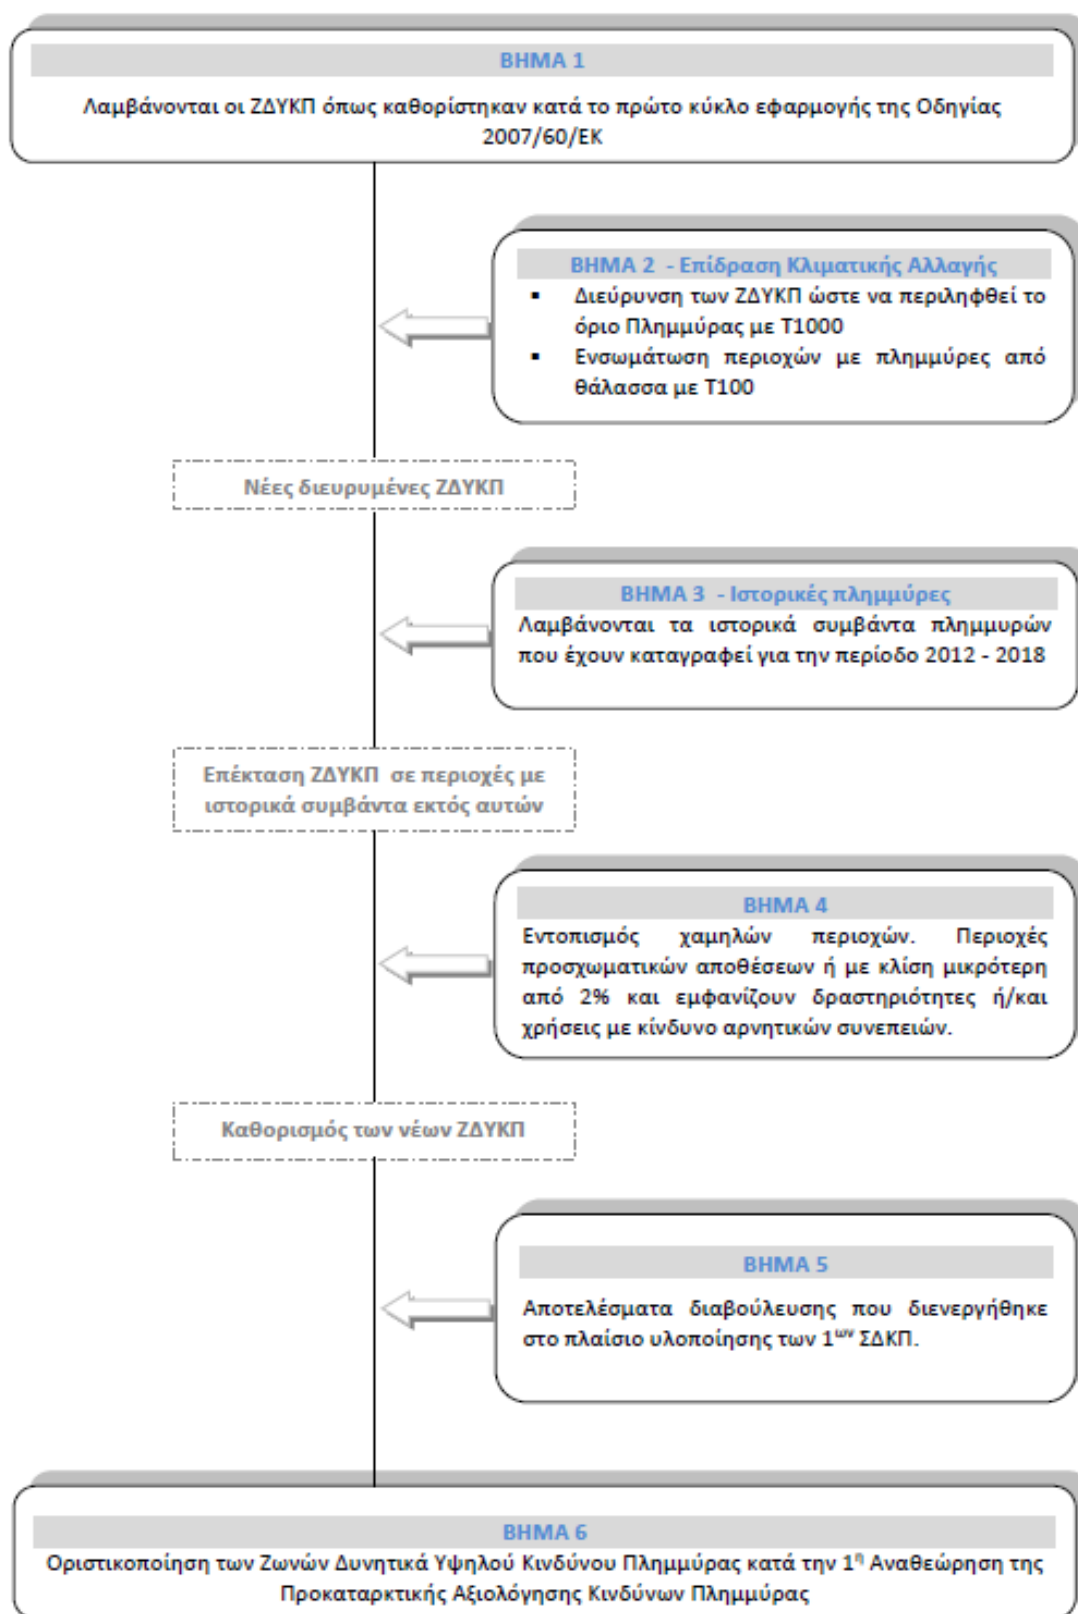 ΒΗΜΑ 1
Λαμβάνονται οι ΖΔΥΚΠ όπως καθορίστηκαν κατά το πρώτο κύκλο εφαρμογής της Οδηγίας
2007/60/ΕΚ
ΒΗΜΑ 2 - Επίδραση Κλιματικής Αλλαγής
▪ Διεύρυνση των ΖΔΥΚΠ ώστε να περιληφθεί το
όριο Πλημμύρας με Τ1000
▪ Ενσωμάτωση περιοχών με πλημμύρες από
θάλασσα με Τ100
Νέες διευρυμένες ΖΔΥΚΠ
ΒΗΜΑ 3 - Ιστορικές πλημμύρες
Λαμβάνονται τα ιστορικά συμβάντα πλημμυρών
που έχουν καταγραφεί για την περίοδο 2012 - 2018
Επέκταση ΖΔΥΚΠ σε περιοχές με
ιστορικά συμβάντα εκτός αυτών
ΒΗΜΑ 4
Εντοπισμός χαμηλών περιοχών. Περιοχές
προσχωματικών αποθέσεων ή με κλίση μικρότερη
από 2% και εμφανίζουν δραστηριότητες ή/και
χρήσεις με κίνδυνο αρνητικών συνεπειών.
Καθορισμός των νέων ΖΔΥΚΠ
ΒΗΜΑ 5
Αποτελέσματα διαβούλευσης που διενεργήθηκε
στο πλαίσιο υλοποίησης των 1ων ΣΔΚΠ.
ΒΗΜΑ 6
Οριστικοποίηση των Ζωνών Δυνητικά Υψηλού Κινδύνου Πλημμύρας κατά την 1η Αναθεώρηση της
Προκαταρκτικής Αξιολόγησης Κινδύνων Πλημμύρας